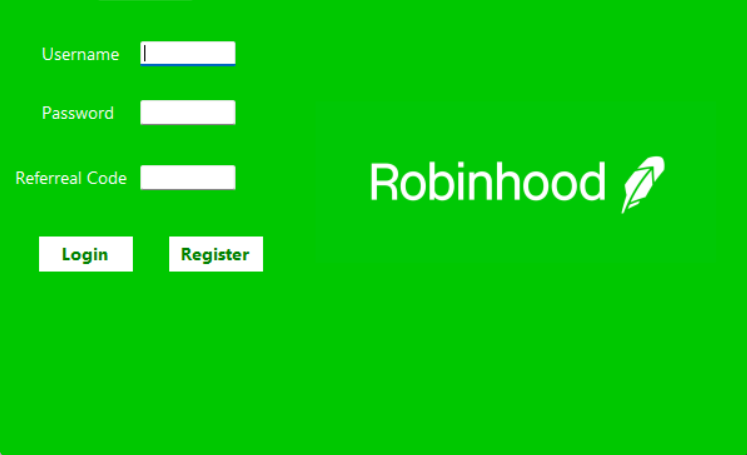 Username
Password
Robinhood
Referreal Code
Login
Register